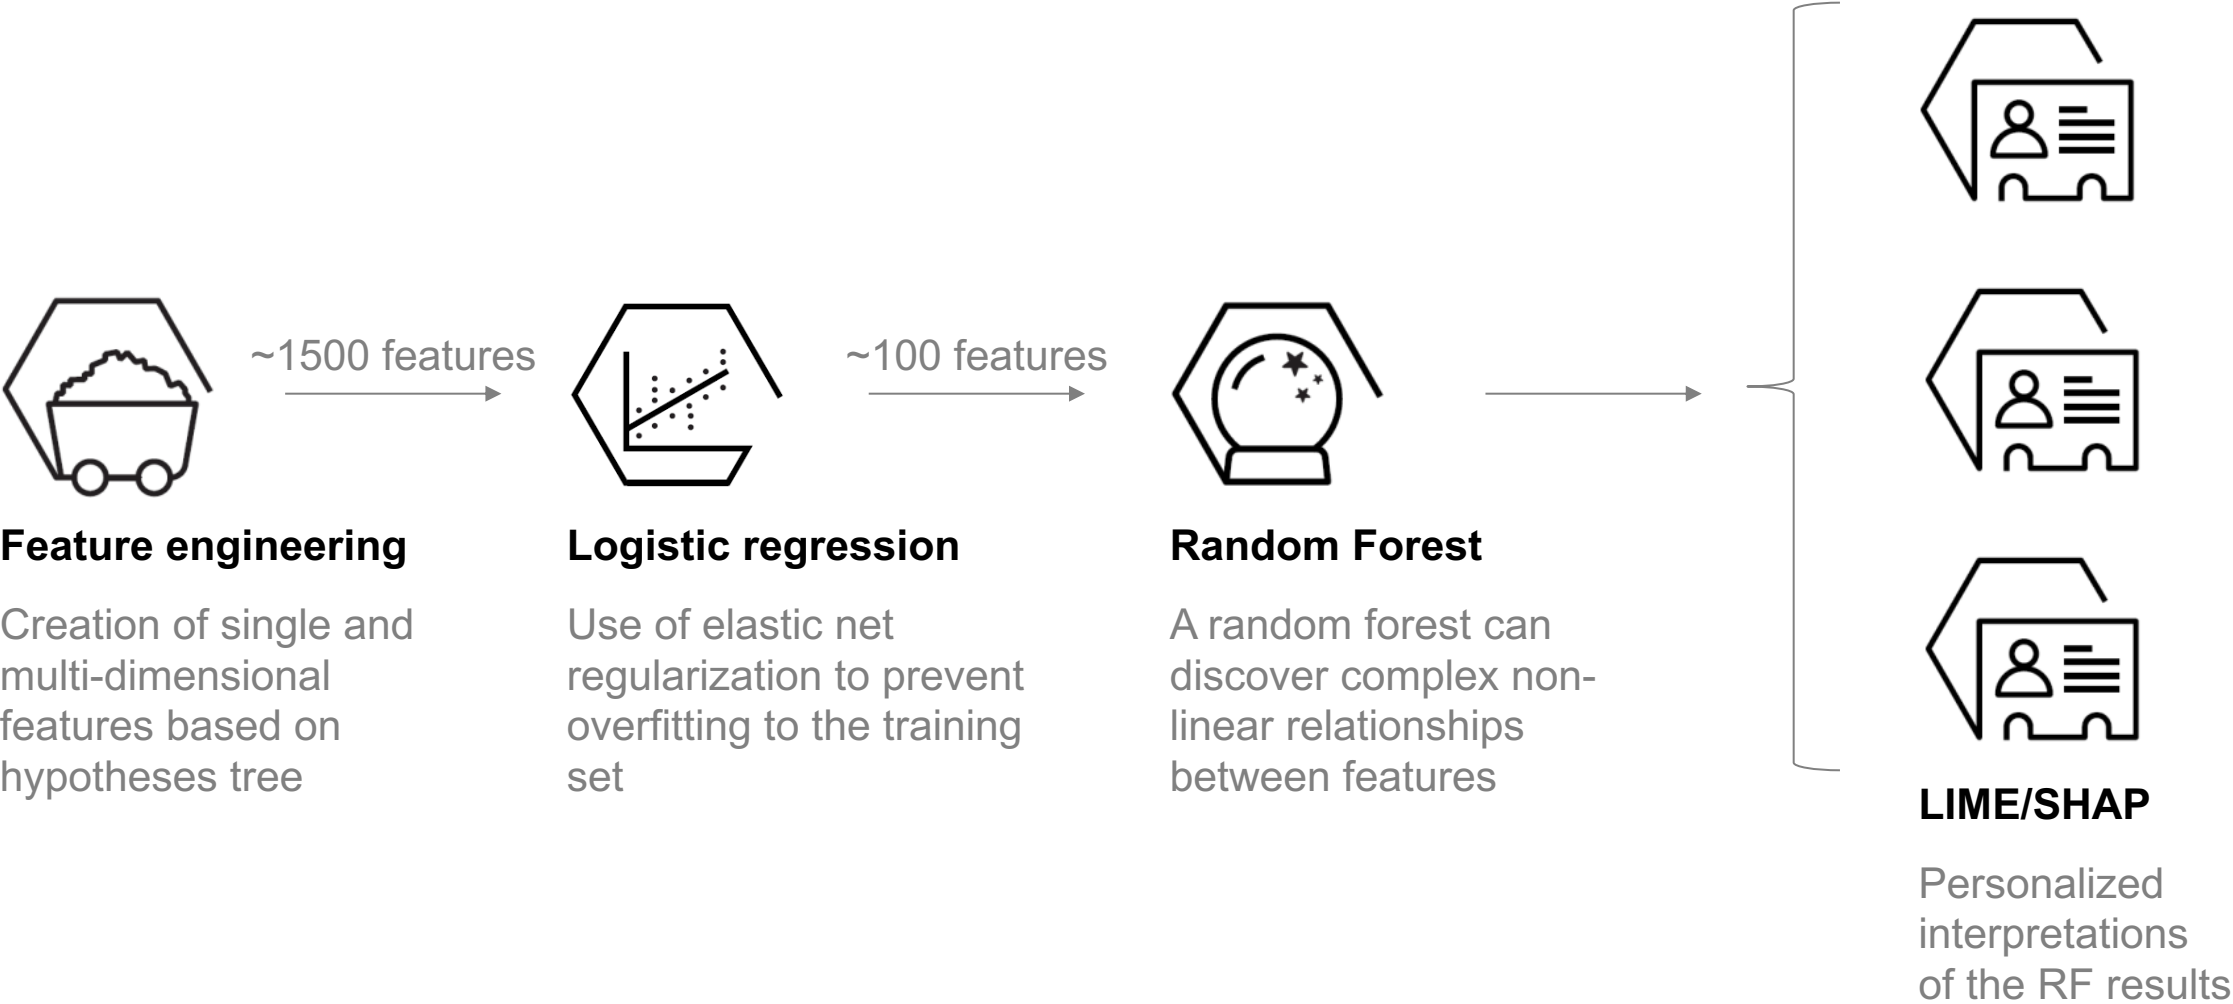 ~1500 features
~100 features
Feature engineering
Creation of single and
multi-dimensional
features based on
hypotheses tree
Logistic regression
Use of elastic net
regularization to prevent
overfitting to the training
set
Random Forest
A random forest can
discover complex non-
linear relationships
between features
LIME/SHAP
Personalized
interpretations
of the RF results